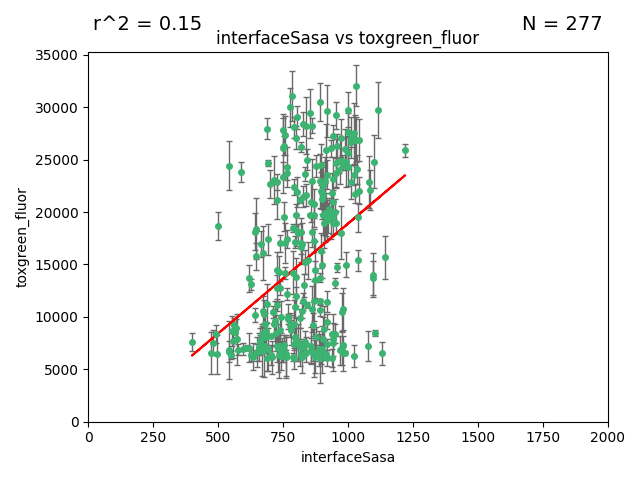 r^2 = 0.15
N = 277
interfaceSasa vs toxgreen_fluor
35000
30000
25000
20000
15000
10000
5000
0
toxgreen_fluor
0 250 500 750 1000 1250 1500 1750 2000
interfaceSasa